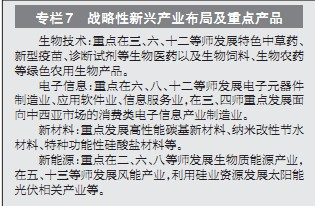 专栏7 战略性新兴产业布局及重点产品
生物技术：重点在三、六、十二等师发展特色中草药、
新型疫苗、诊断试剂等生物医药以及生物饲料、生物农药
等绿色农用生物产品。
电子信息：重点在六、八、十二等师发展电子元器件
制造业、应用软件业、信息服务业，在三、四师重点发展面
向中西亚市场的消费类电子信息产业制造业。
新材料：重点发展高性能碳基新材料、纳米改性节水
材料、特种功能性硅酸盐材料等。
新能源：重点在二、六、八等师发展生物质能源产业，
在五、十三等师发展风能产业，利用硅业资源发展太阳能
光伏相关产业等。